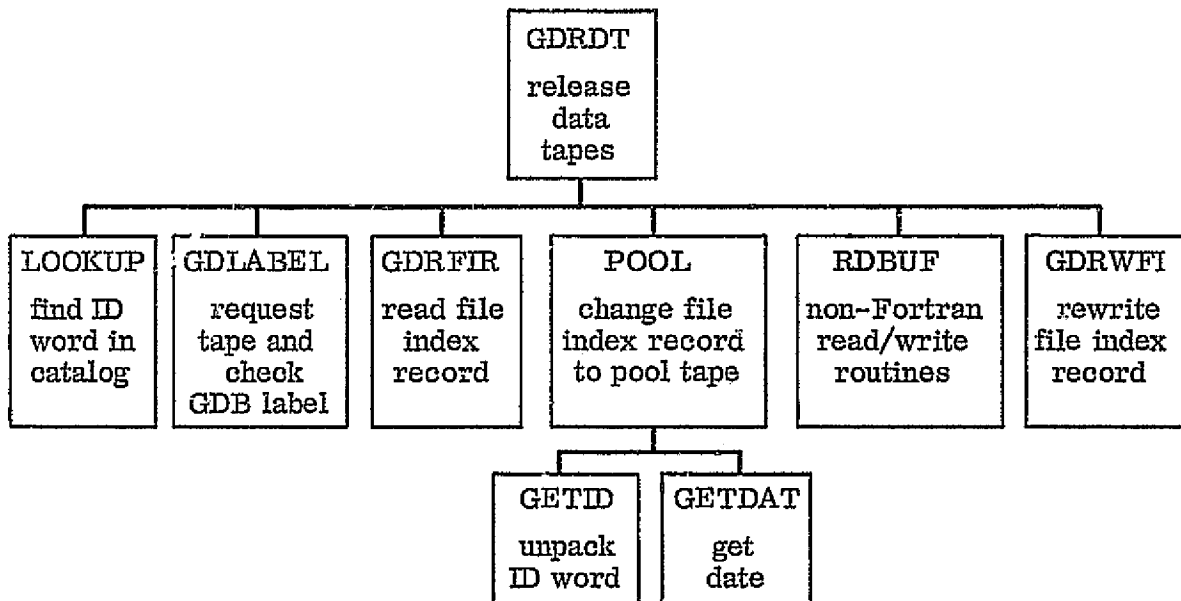 GDRDT
release
data
tapes
LOOKUP
find ID
word in
catalog
GDLABEL
request
tape and
check
GDB label
GDRFIR
read file
index
record
POOL
change file
index record
to pool tape
RDBUF
non-Fortran
read/write
routines
GDRWFI
rewrite
file index
record
GETID
unpack
ID word
GETDAT
get
date